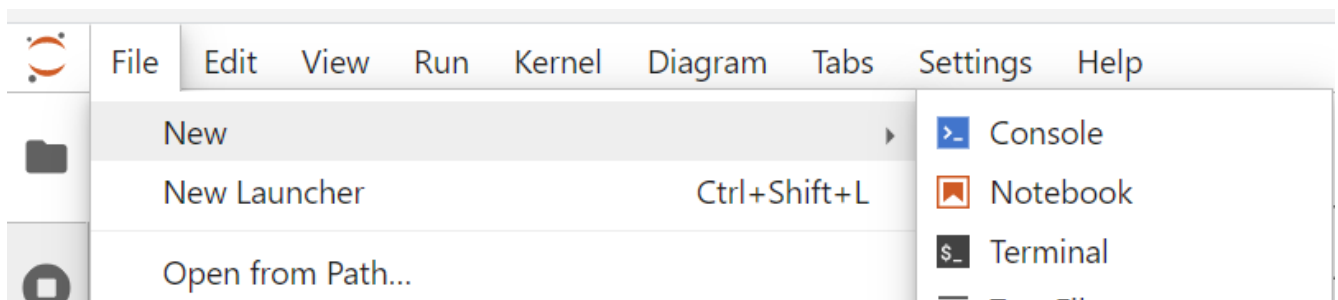 File Edit View Run Kernel Diagram Tabs Settings Help
New
New Launcher Ctrl+Shift+L
Open from Path...
Console
Notebook
$_ Terminal